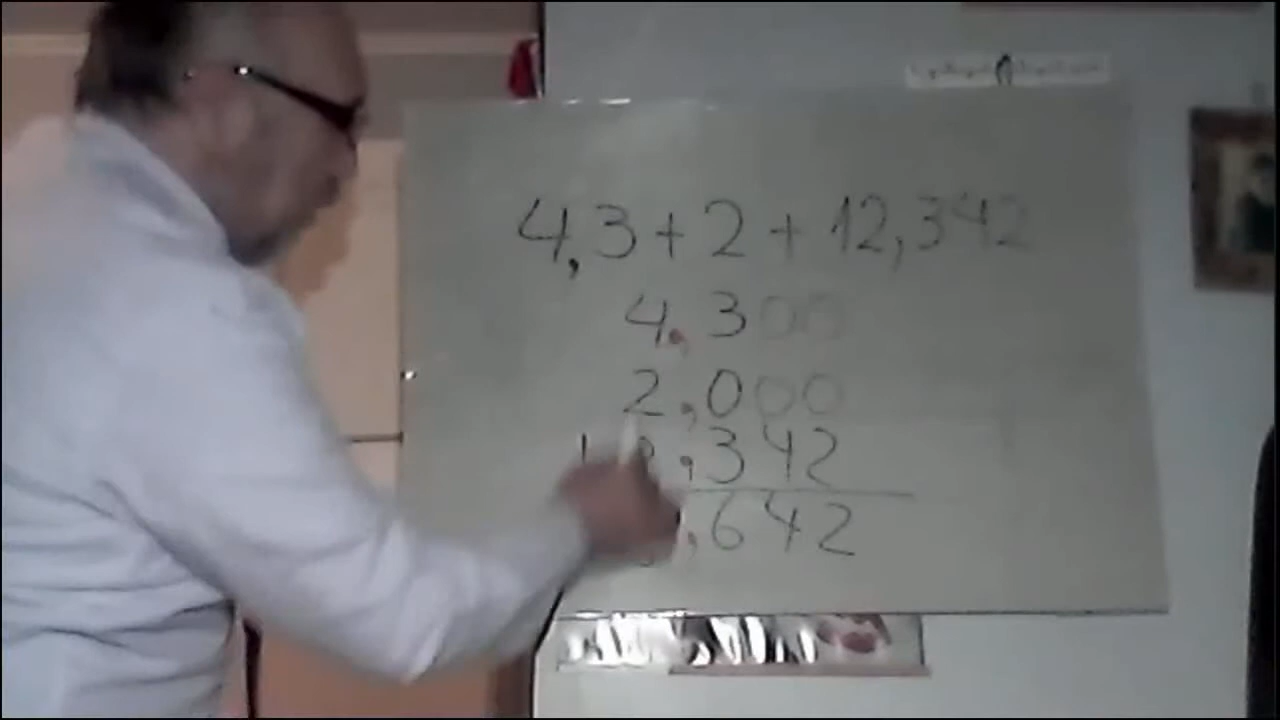 4,3 + 2 + 12,342
4,300
2,000
,342
,642